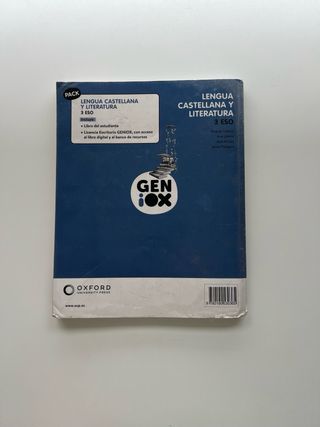 PACK
LENGUA CASTELLANA
Y LITERATURA
3 ESO
Incluye
• Libro del estudiante
• Licencia Escritorio GENiOX, con acceso
al libro digital y al banco de recursos
LENGUA
CASTELLANA Y
LITERATURA
3 ESO
GEN
iOX
OXFORD
UNIVERSITY PRESS
www.oup.es